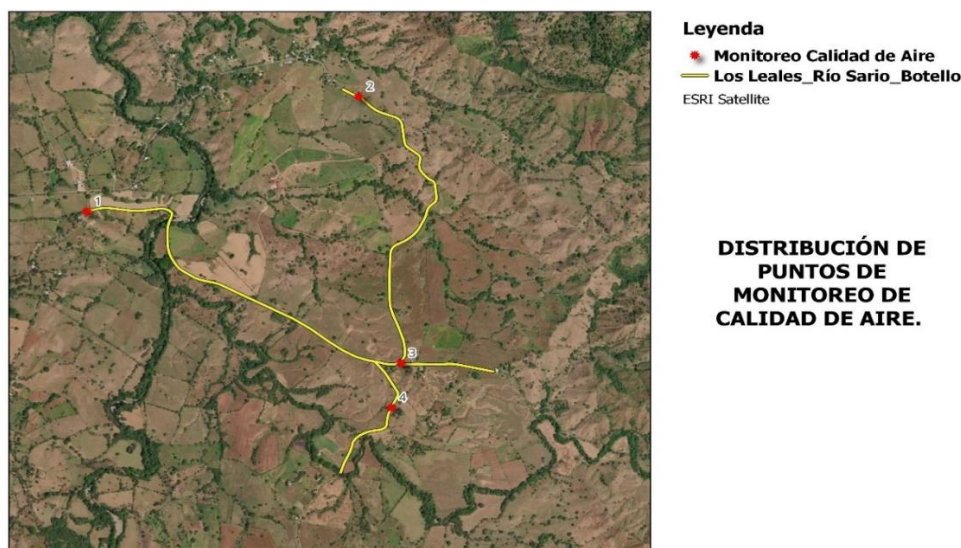 Leyenda
Monitoreo Calidad de Aire
Los Leales_Río Sario_Botello
ESRI Satellite
2
1
DISTRIBUCIÓN DE
PUNTOS DE
MONITOREO DE
CALIDAD DE AIRE.
3
4